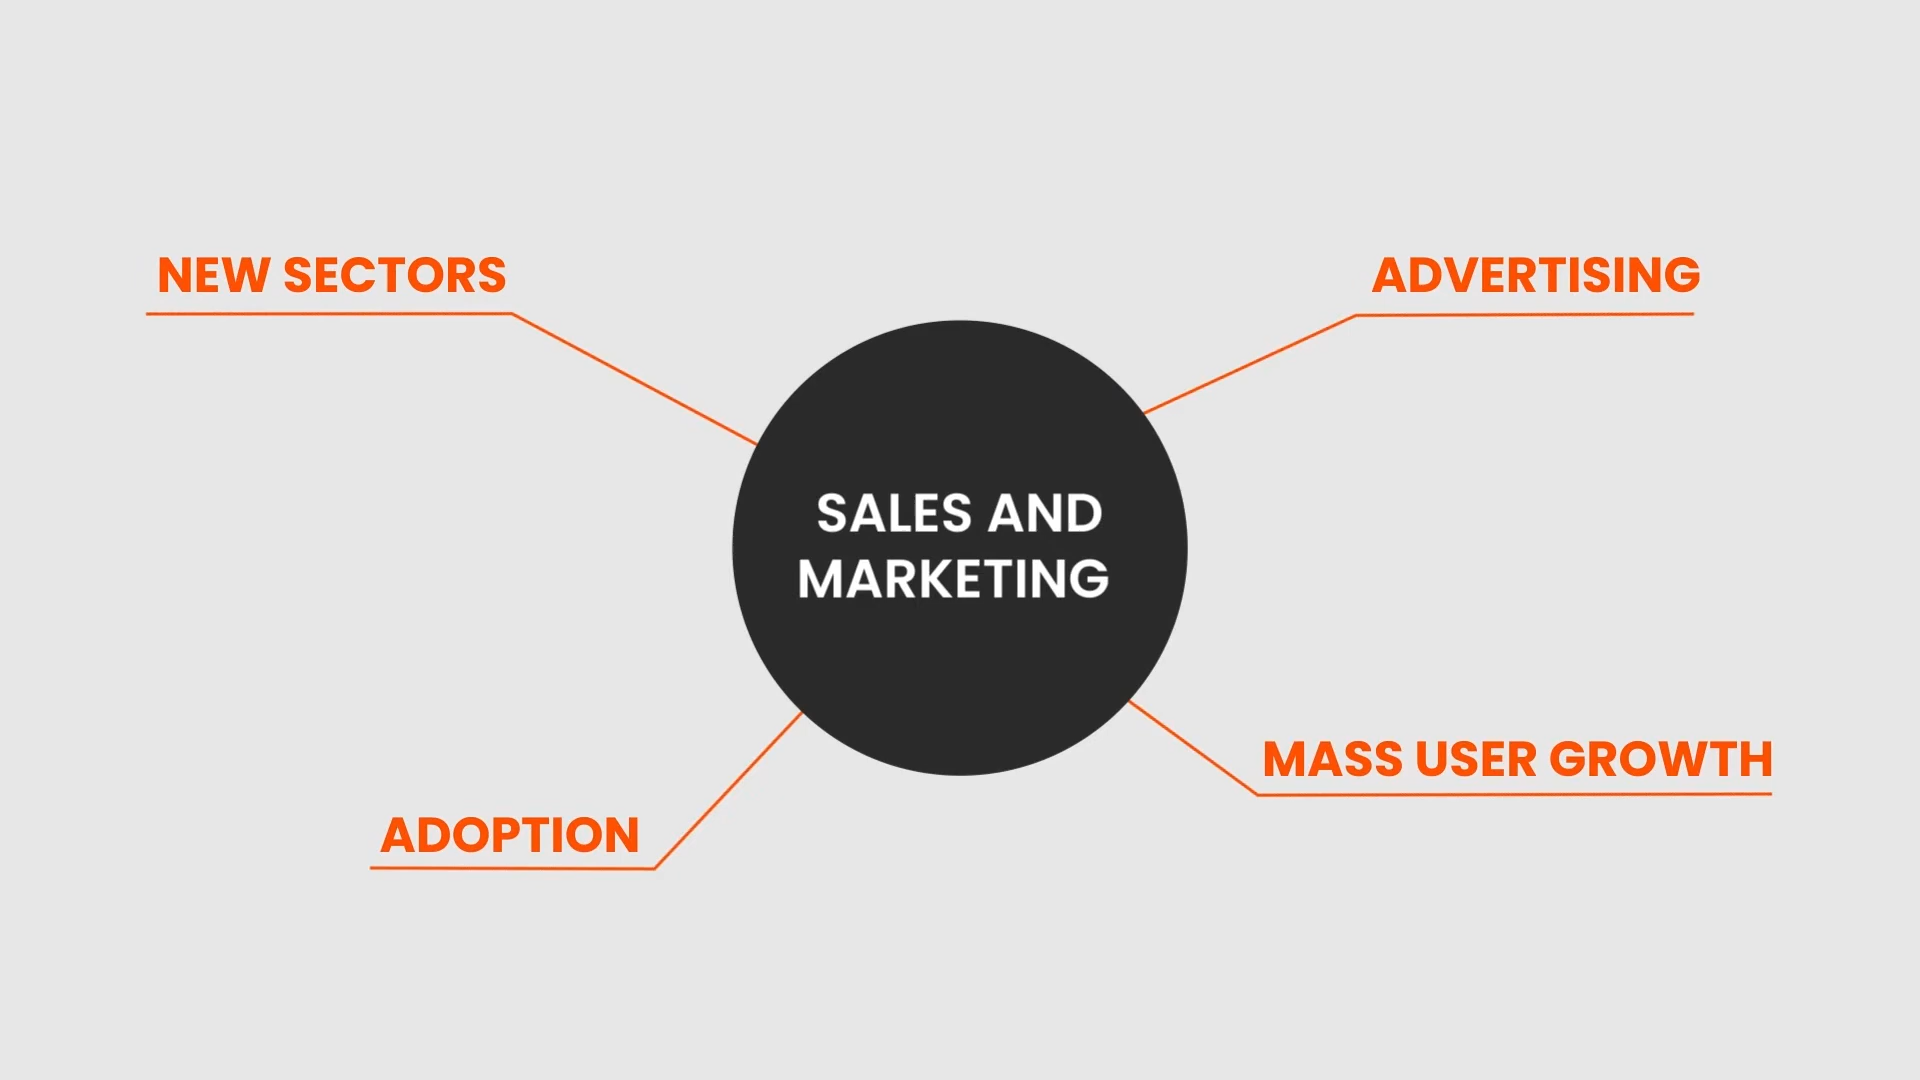 NEW SECTORS
ADVERTISING
SALES AND
MARKETING
MASS USER GROWTH
ADOPTION